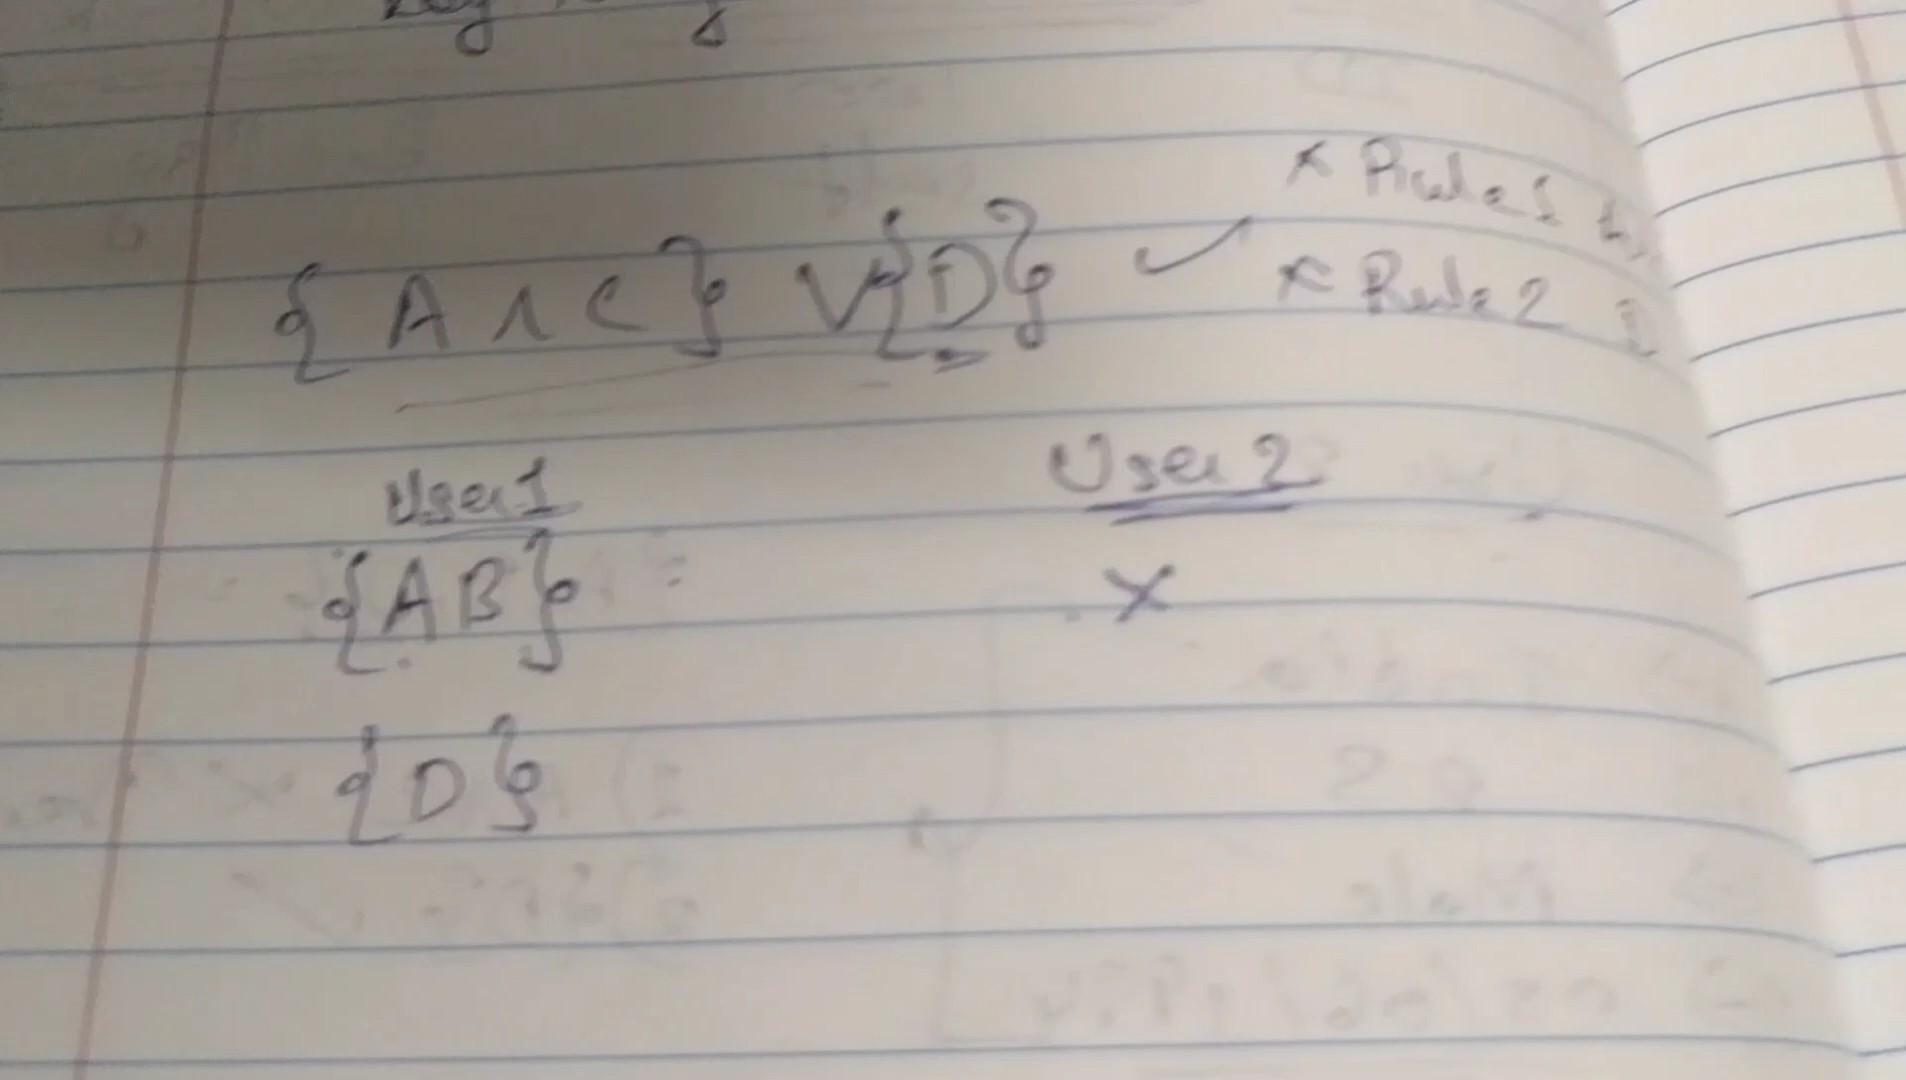 { A ∧ C } ∨ {D} ✓
× Rule 1
× Rule 2
User 1
User 2
{AB}
×
{D}